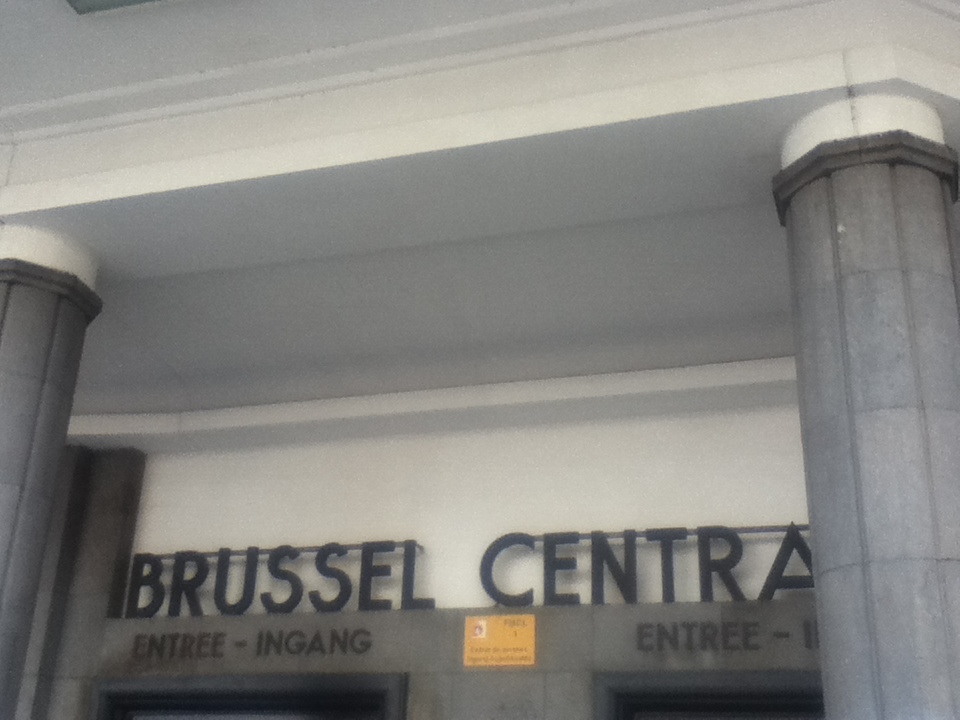 BRUSSEL CENTRA
ENTREE - INGANG
ENTREE - I